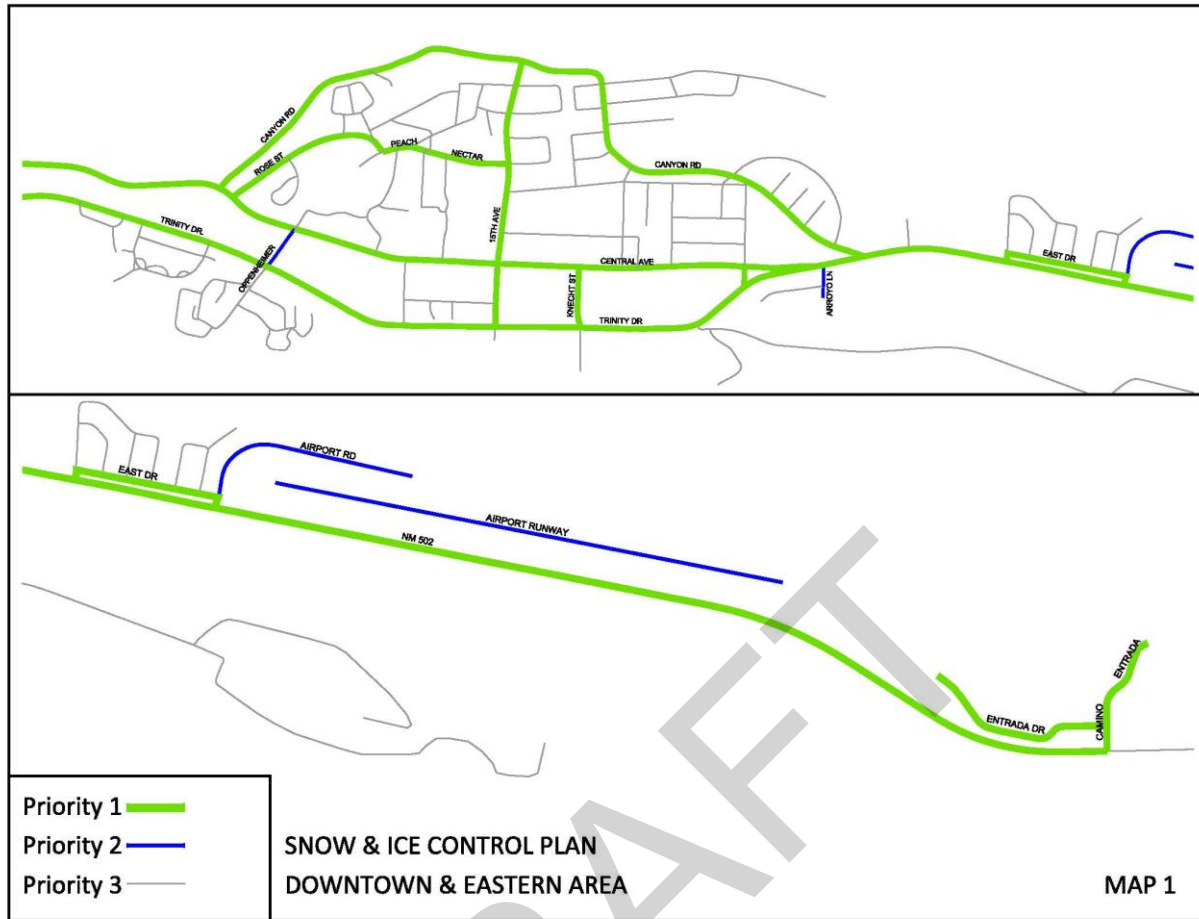 CANYON RD
ROSE ST
PEACH
NECTAR
CANYON RD
15TH AVE
TRINITY DR.
OPPENHEIMER
CENTRAL AVE
KNECHT ST
TRINITY DR
ARROYO LN
EAST DR
EAST DR
AIRPORT RD
AIRPORT RUNWAY
NM 502
ENTRADA
ENTRADA DR
CAMINO
DRAFT
Priority 1
Priority 2
Priority 3
SNOW & ICE CONTROL PLAN
DOWNTOWN & EASTERN AREA
MAP 1